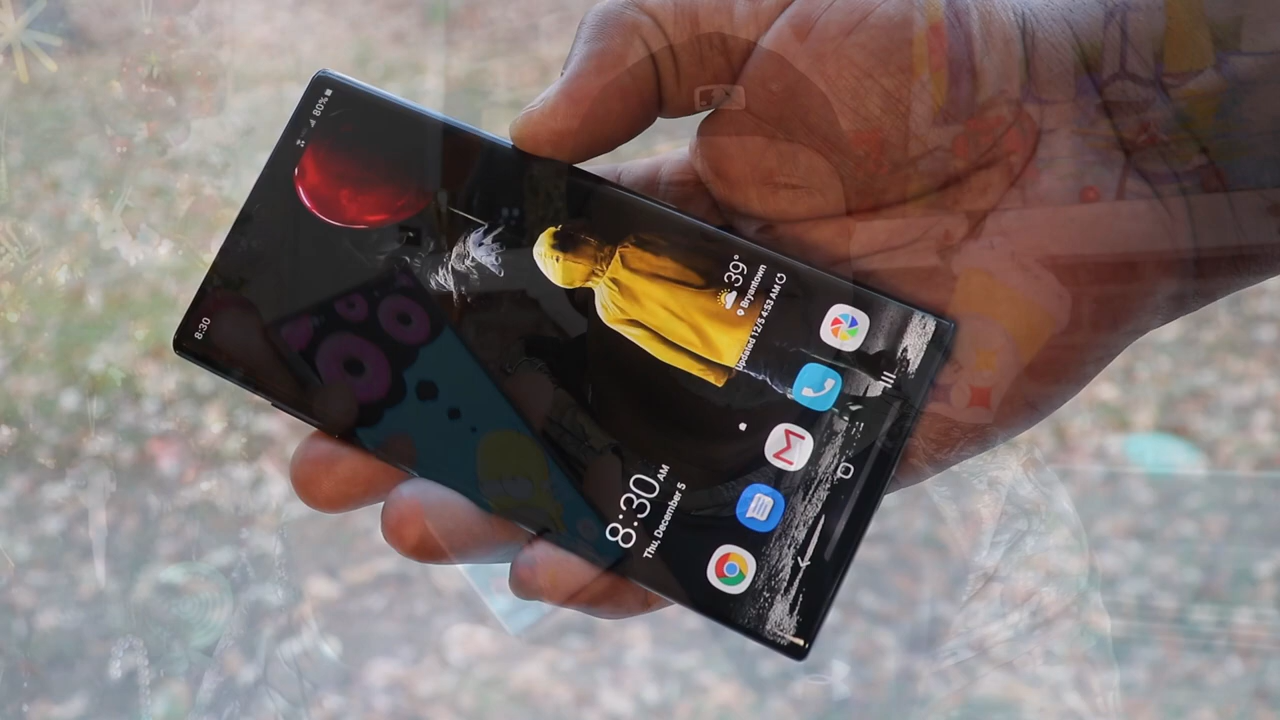 80%
8:30
39°
Bryantown
Updated 12/5 4:53 AM
8:30 AM
Thu, December 5